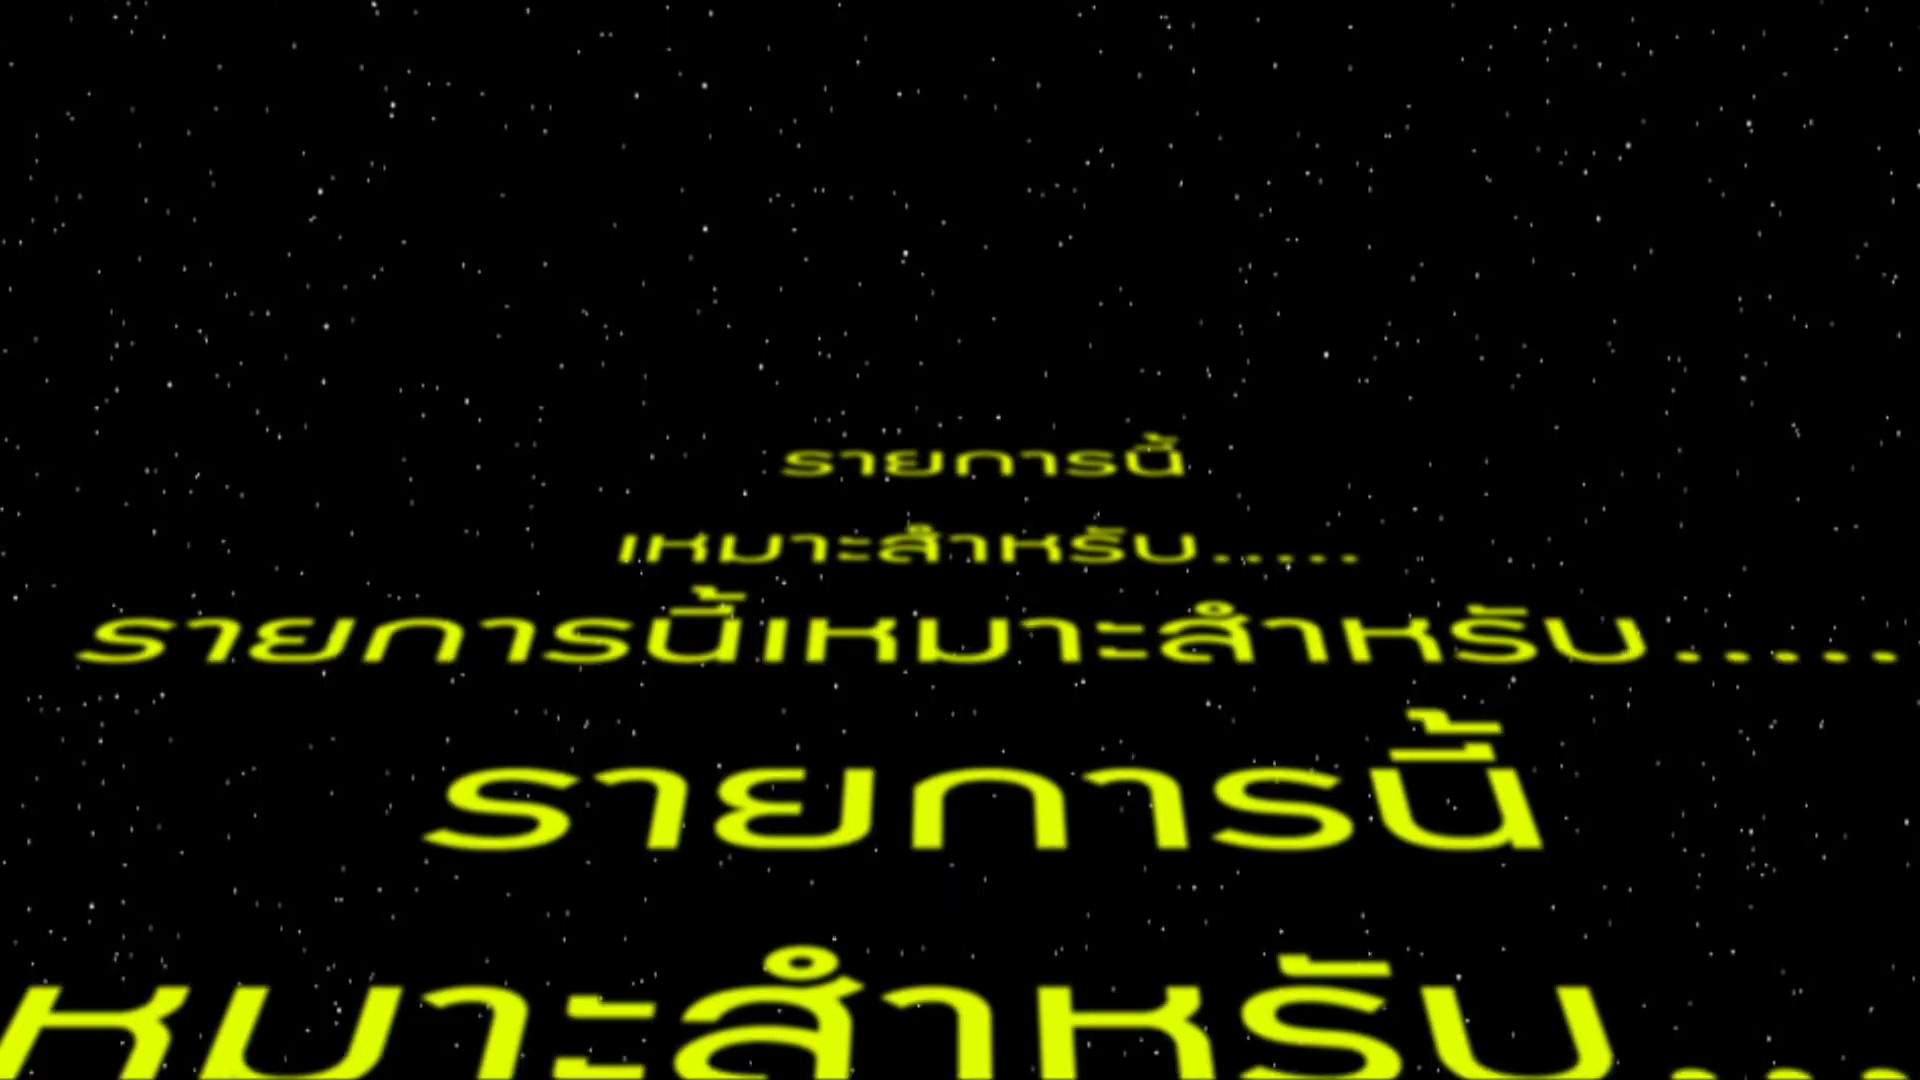 รายการนี้
เหมาะสำหรับ.....
รายการนี้เหมาะสำหรับ.....
รายการนี้
หมาะสำหรับ....